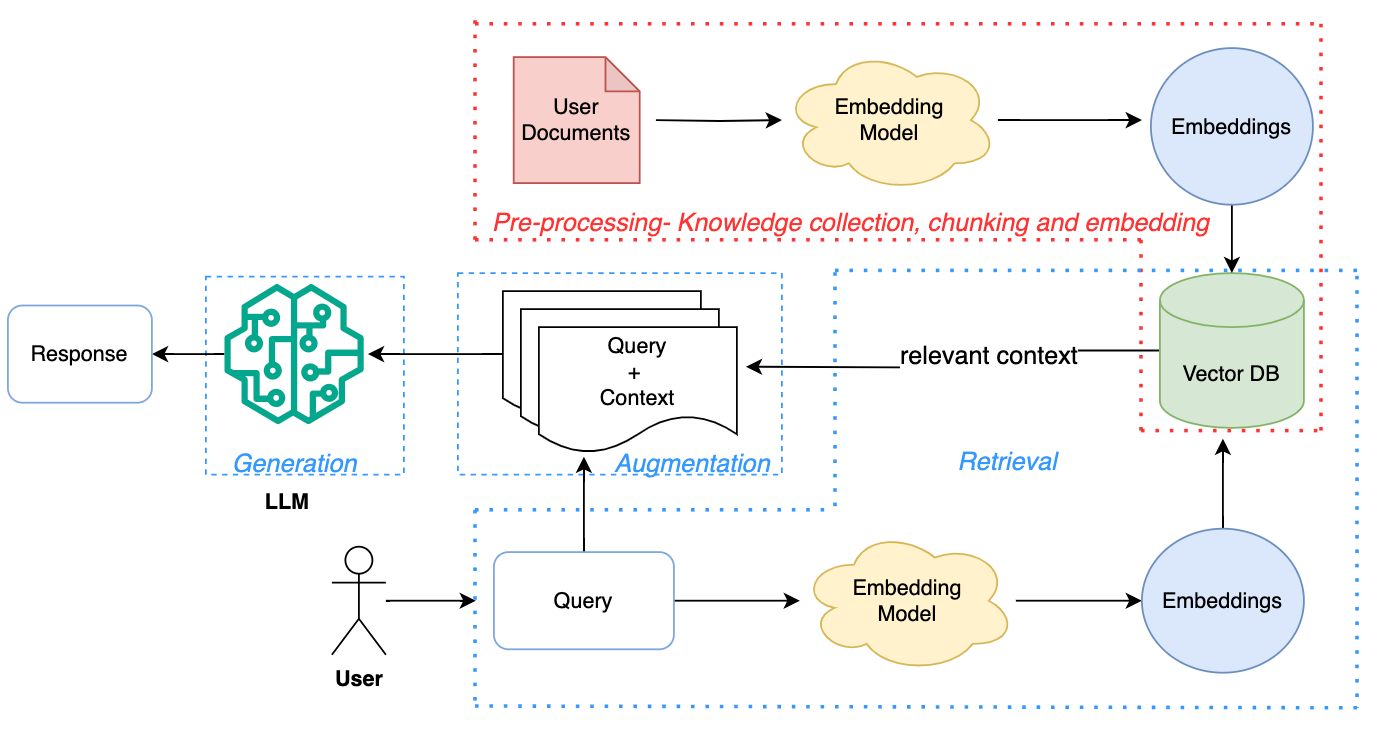 User
Documents
Embedding
Model
Embeddings
Pre-processing- Knowledge collection, chunking and embedding
Response
Generation
LLM
Query
+
Context
Augmentation
relevant context
Vector DB
Retrieval
User
Query
Embedding
Model
Embeddings